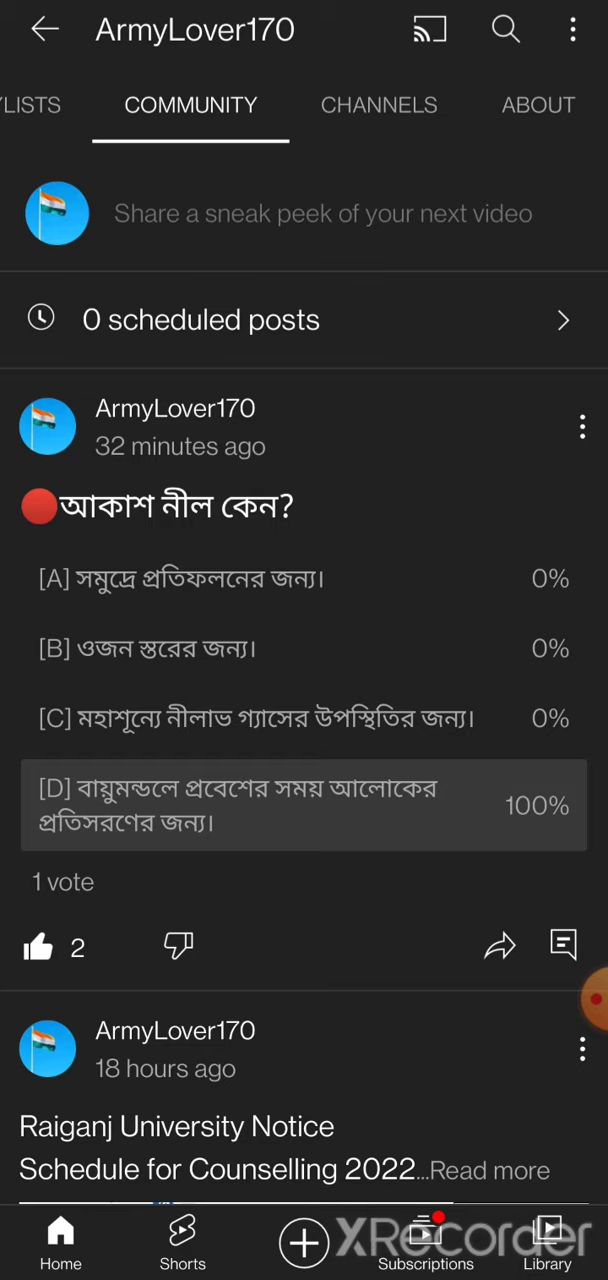 ArmyLover170
YLISTS COMMUNITY CHANNELS ABOUT
Share a sneak peek of your next video
0 scheduled posts
ArmyLover170
32 minutes ago
আকাশ নীল কেন?
[A] সমুদ্রে প্রতিফলনের জন্য। 0%
[B] ওজন স্তরের জন্য। 0%
[C] মহাশূন্যে নীলাভ গ্যাসের উপস্থিতির জন্য। 0%
[D] বায়ুমন্ডলে প্রবেশের সময় আলোকের
প্রতিসরণের জন্য। 100%
1 vote
2
ArmyLover170
18 hours ago
Raiganj University Notice
Schedule for Counselling 2022...Read more
XRecorder
Home Shorts Subscriptions Library